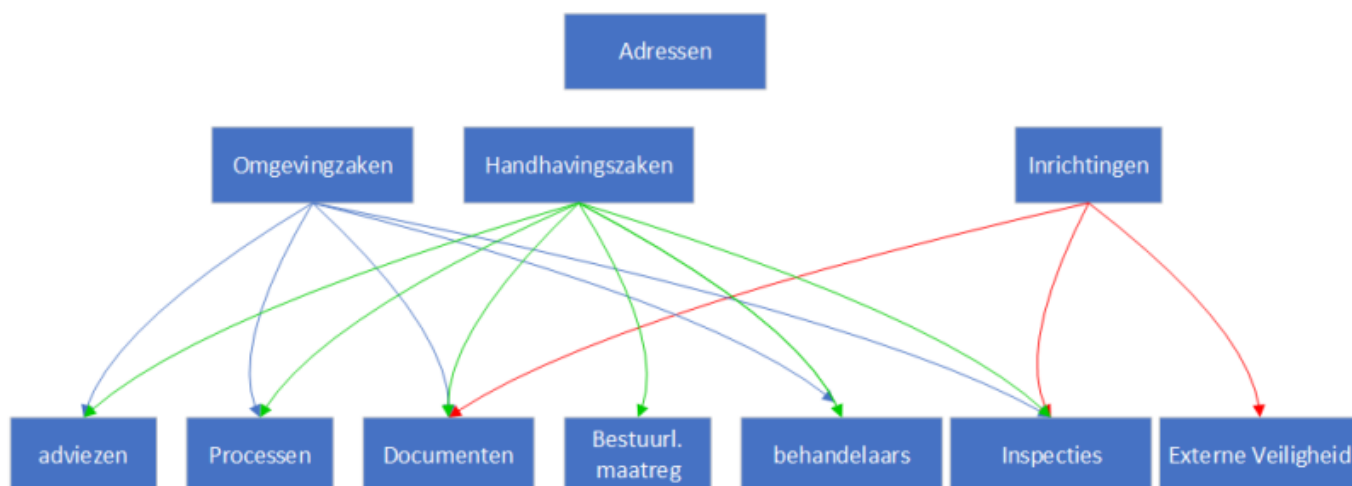 Adressen
Omgevingzaken
Handhavingszaken
Inrichtingen
adviezen
Processen
Documenten
Bestuurl.
maatreg
behandelaars
Inspecties
Externe Veiligheid